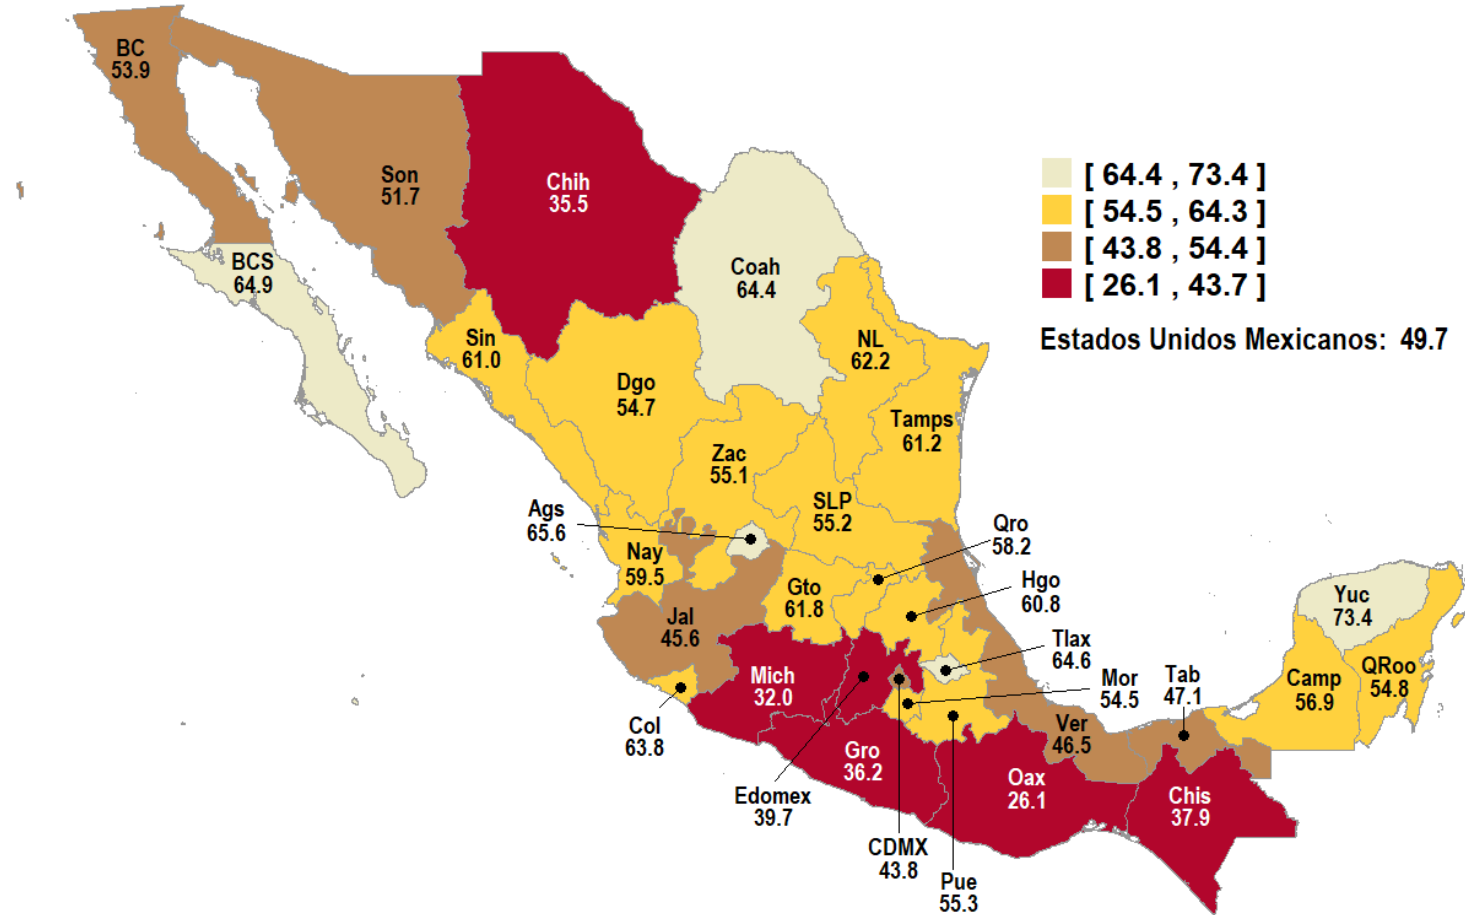 BC
53.9
Son
51.7
Chih
35.5
[ 64.4 , 73.4 ]
[ 54.5 , 64.3 ]
[ 43.8 , 54.4 ]
[ 26.1 , 43.7 ]
Estados Unidos Mexicanos: 49.7
BCS
64.9
Coah
64.4
Sin
61.0
NL
62.2
Dgo
54.7
Tamps
61.2
Zac
55.1
SLP
55.2
Ags
65.6
Qro
58.2
Nay
59.5
Gto
61.8
Hgo
60.8
Yuc
73.4
Jal
45.6
Tlax
64.6
Mich
32.0
Mor
54.5
Tab
47.1
Camp
56.9
QRoo
54.8
Col
63.8
Ver
46.5
Gro
36.2
Oax
26.1
Chis
37.9
Edomex
39.7
CDMX
43.8
Pue
55.3